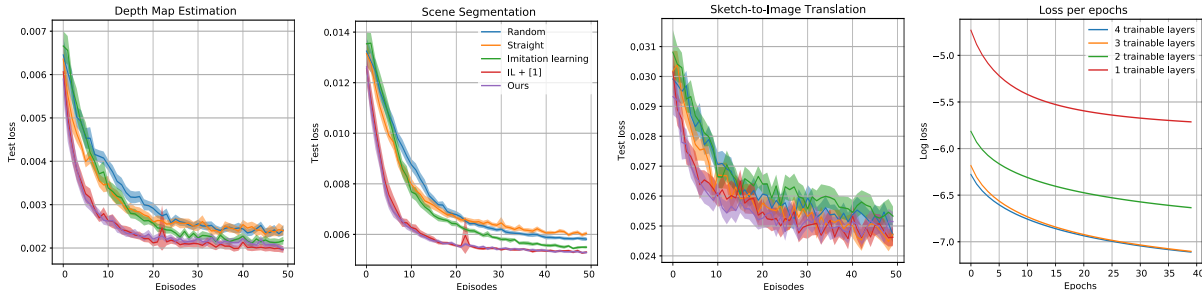 Depth Map Estimation
0.007
0.006
0.005
0.004
0.003
0.002
Test loss
0
10
20
30
40
50
Episodes
Scene Segmentation
0.014
0.012
0.010
0.008
0.006
Test loss
0
10
20
30
40
50
Episodes
Random
Straight
Imitation learning
IL + [1]
Ours
Sketch-to-Image Translation
0.031
0.030
0.029
0.028
0.027
0.026
0.025
0.024
Test loss
0
10
20
30
40
50
Episodes
Loss per epochs
−5.0
−5.5
−6.0
−6.5
−7.0
Log loss
0
5
10
15
20
25
30
35
40
Epochs
4 trainable layers
3 trainable layers
2 trainable layers
1 trainable layers